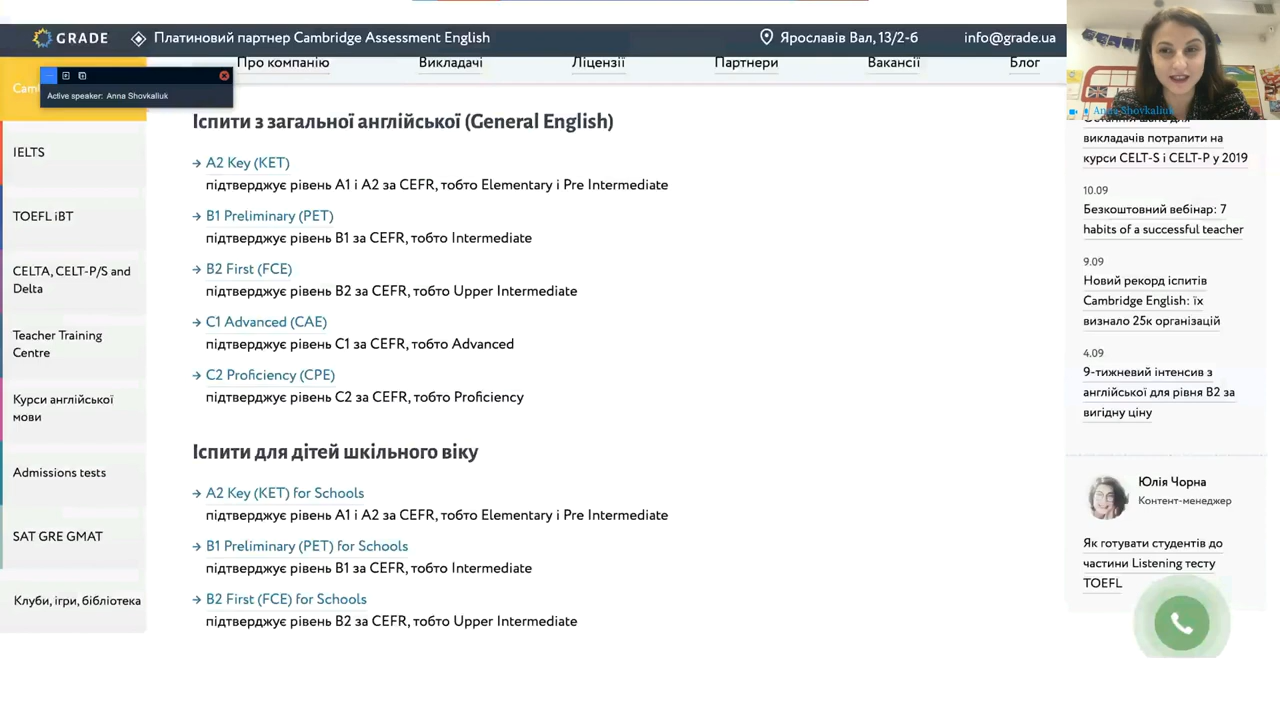 GRADE
Платиновий партнер Cambridge Assessment English
Ярославів Вал, 13/2-б
info@grade.ua
Про компанію
Викладачі
Ліцензії
Партнери
Вакансії
Блог
Active speaker: Anna Shovkaliuk
IELTS
TOEFL iBT
CELTA, CELT-P/S and
Delta
Teacher Training
Centre
Курси англійської
мови
Admissions tests
SAT GRE GMAT
Клуби, ігри, бібліотека
Іспити з загальної англійської (General English)
→ A2 Key (KET)
підтверджує рівень A1 і A2 за CEFR, тобто Elementary і Pre Intermediate
→ B1 Preliminary (PET)
підтверджує рівень B1 за CEFR, тобто Intermediate
→ B2 First (FCE)
підтверджує рівень B2 за CEFR, тобто Upper Intermediate
→ C1 Advanced (CAE)
підтверджує рівень C1 за CEFR, тобто Advanced
→ C2 Proficiency (CPE)
підтверджує рівень C2 за CEFR, тобто Proficiency
Іспити для дітей шкільного віку
→ A2 Key (KET) for Schools
підтверджує рівень A1 і A2 за CEFR, тобто Elementary і Pre Intermediate
→ B1 Preliminary (PET) for Schools
підтверджує рівень B1 за CEFR, тобто Intermediate
→ B2 First (FCE) for Schools
підтверджує рівень B2 за CEFR, тобто Upper Intermediate
Anna Shovkaliuk
Останній шанс для
викладачів потрапити на
курси CELT-S і CELT-P у 2019
10.09
Безкоштовний вебінар: 7
habits of a successful teacher
9.09
Новий рекорд іспитів
Cambridge English: їх
визнало 25к організацій
4.09
9-тижневий інтенсив з
англійської для рівня B2 за
вигідну ціну
Юлія Чорна
Контент-менеджер
Як готувати студентів до
частини Listening тесту
TOEFL